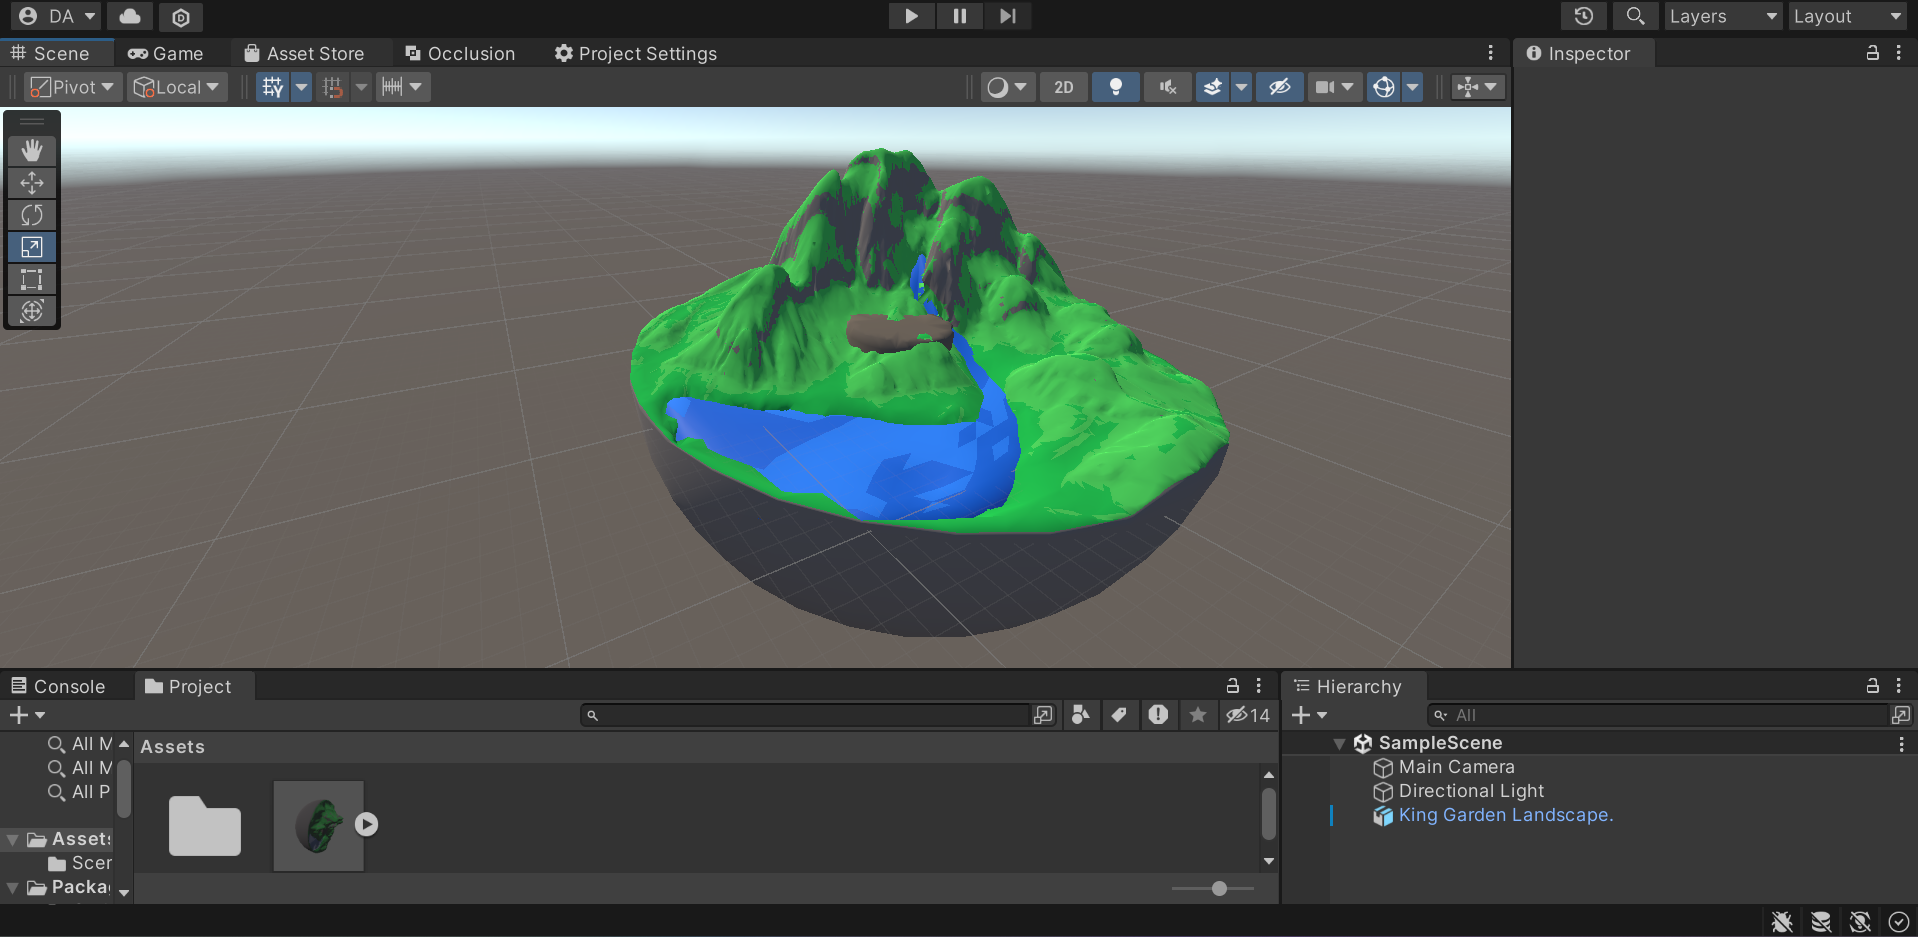 DA
Layers
Layout
Scene
Game
Asset Store
Occlusion
Project Settings
Inspector
Pivot
Local
2D
Console
Project
Hierarchy
14
All
All M
All M
All P
Assets
Scer
Packa
Assets
SampleScene
Main Camera
Directional Light
King Garden Landscape.